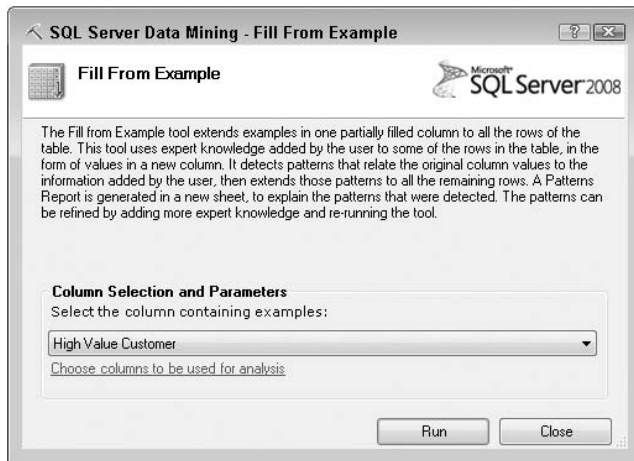 SQL Server Data Mining - Fill From Example
Fill From Example
Microsoft
SQL Server 2008
The Fill from Example tool extends examples in one partially filled column to all the rows of the
table. This tool uses expert knowledge added by the user to some of the rows in the table, in the
form of values in a new column. It detects patterns that relate the original column values to the
information added by the user, then extends those patterns to all the remaining rows. A Patterns
Report is generated in a new sheet, to explain the patterns that were detected. The patterns can
be refined by adding more expert knowledge and re-running the tool.
Column Selection and Parameters
Select the column containing examples:
High Value Customer
Choose columns to be used for analysis
Run Close